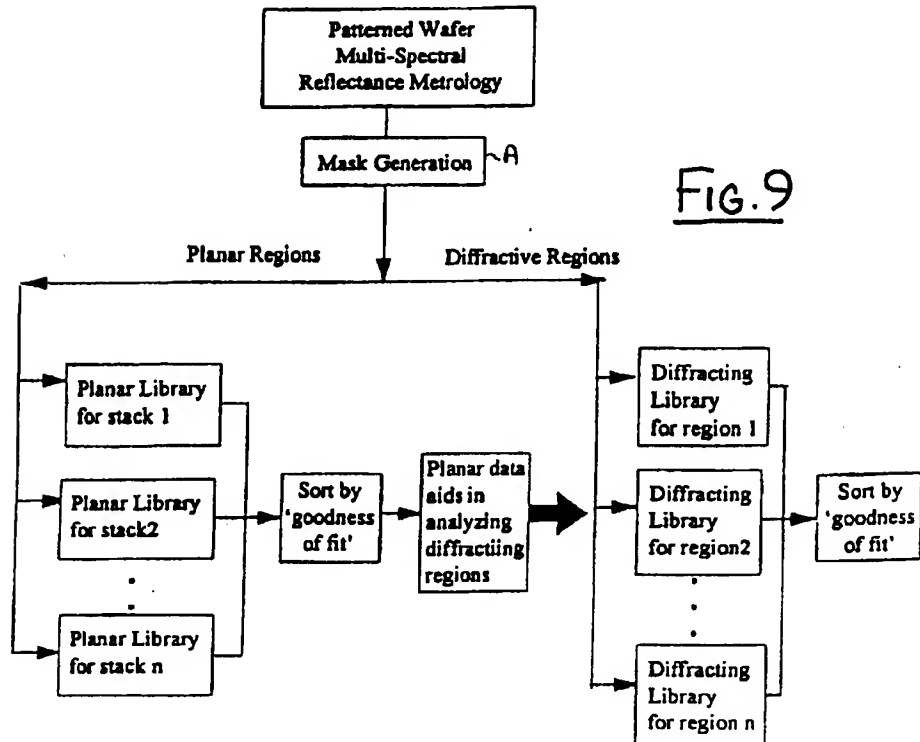 Patterned Wafer
Multi-Spectral
Reflectance Metrology
Mask Generation
A
FIG. 9
Planar Regions
Diffractive Regions
Planar Library
for stack 1
Planar Library
for stack2
Planar Library
for stack n
Sort by
'goodness
of fit'
Planar data
aids in
analyzing
diffractiing
regions
Diffracting
Library
for region 1
Diffracting
Library
for region2
Diffracting
Library
for region n
Sort by
'goodness
of fit'